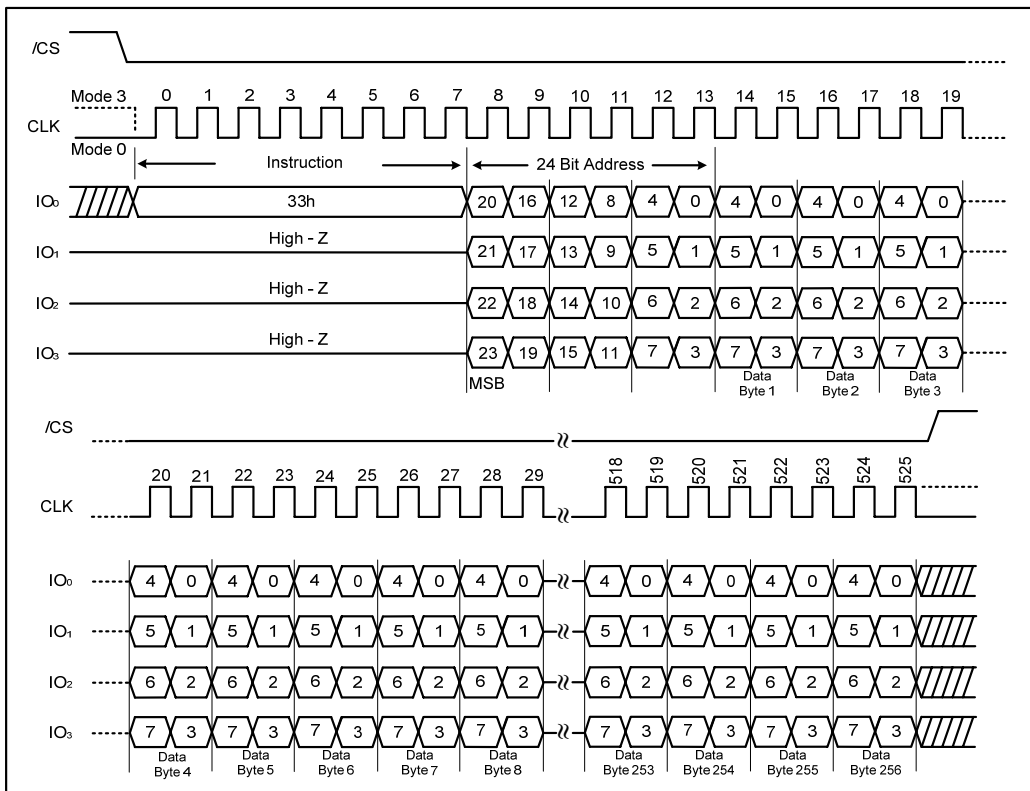 /CS
Mode 3 0 1 2 3 4 5 6 7 8 9 10 11 12 13 14 15 16 17 18 19
CLK
Mode 0
Instruction 24 Bit Address
IO₀ 33h 20 16 12 8 4 0 4 0 4 0 4 0
High - Z
IO₁ 21 17 13 9 5 1 5 1 5 1 5 1
High - Z
IO₂ 22 18 14 10 6 2 6 2 6 2 6 2
High - Z
IO₃ 23 19 15 11 7 3 7 3 7 3 7 3
MSB Data Byte 1 Data Byte 2 Data Byte 3
/CS
20 21 22 23 24 25 26 27 28 29 518 519 520 521 522 523 524 525
CLK
IO₀ 4 0 4 0 4 0 4 0 4 0 4 0 4 0 4 0 4 0
IO₁ 5 1 5 1 5 1 5 1 5 1 5 1 5 1 5 1 5 1
IO₂ 6 2 6 2 6 2 6 2 6 2 6 2 6 2 6 2 6 2
IO₃ 7 3 7 3 7 3 7 3 7 3 7 3 7 3 7 3 7 3
Data Byte 4 Data Byte 5 Data Byte 6 Data Byte 7 Data Byte 8 Data Byte 253 Data Byte 254 Data Byte 255 Data Byte 256